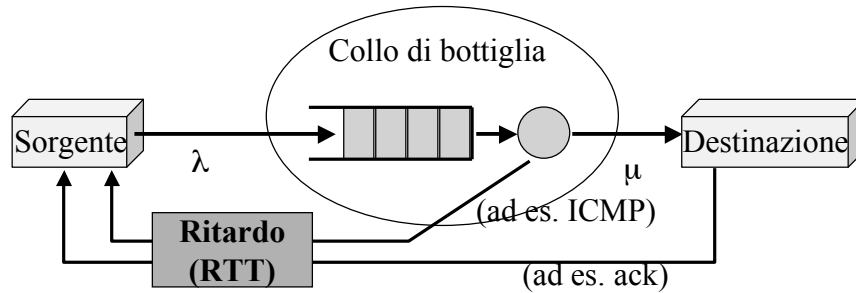 Collo di bottiglia
Sorgente
Destinazione
λ
μ
(ad es. ICMP)
Ritardo
(RTT)
(ad es. ack)